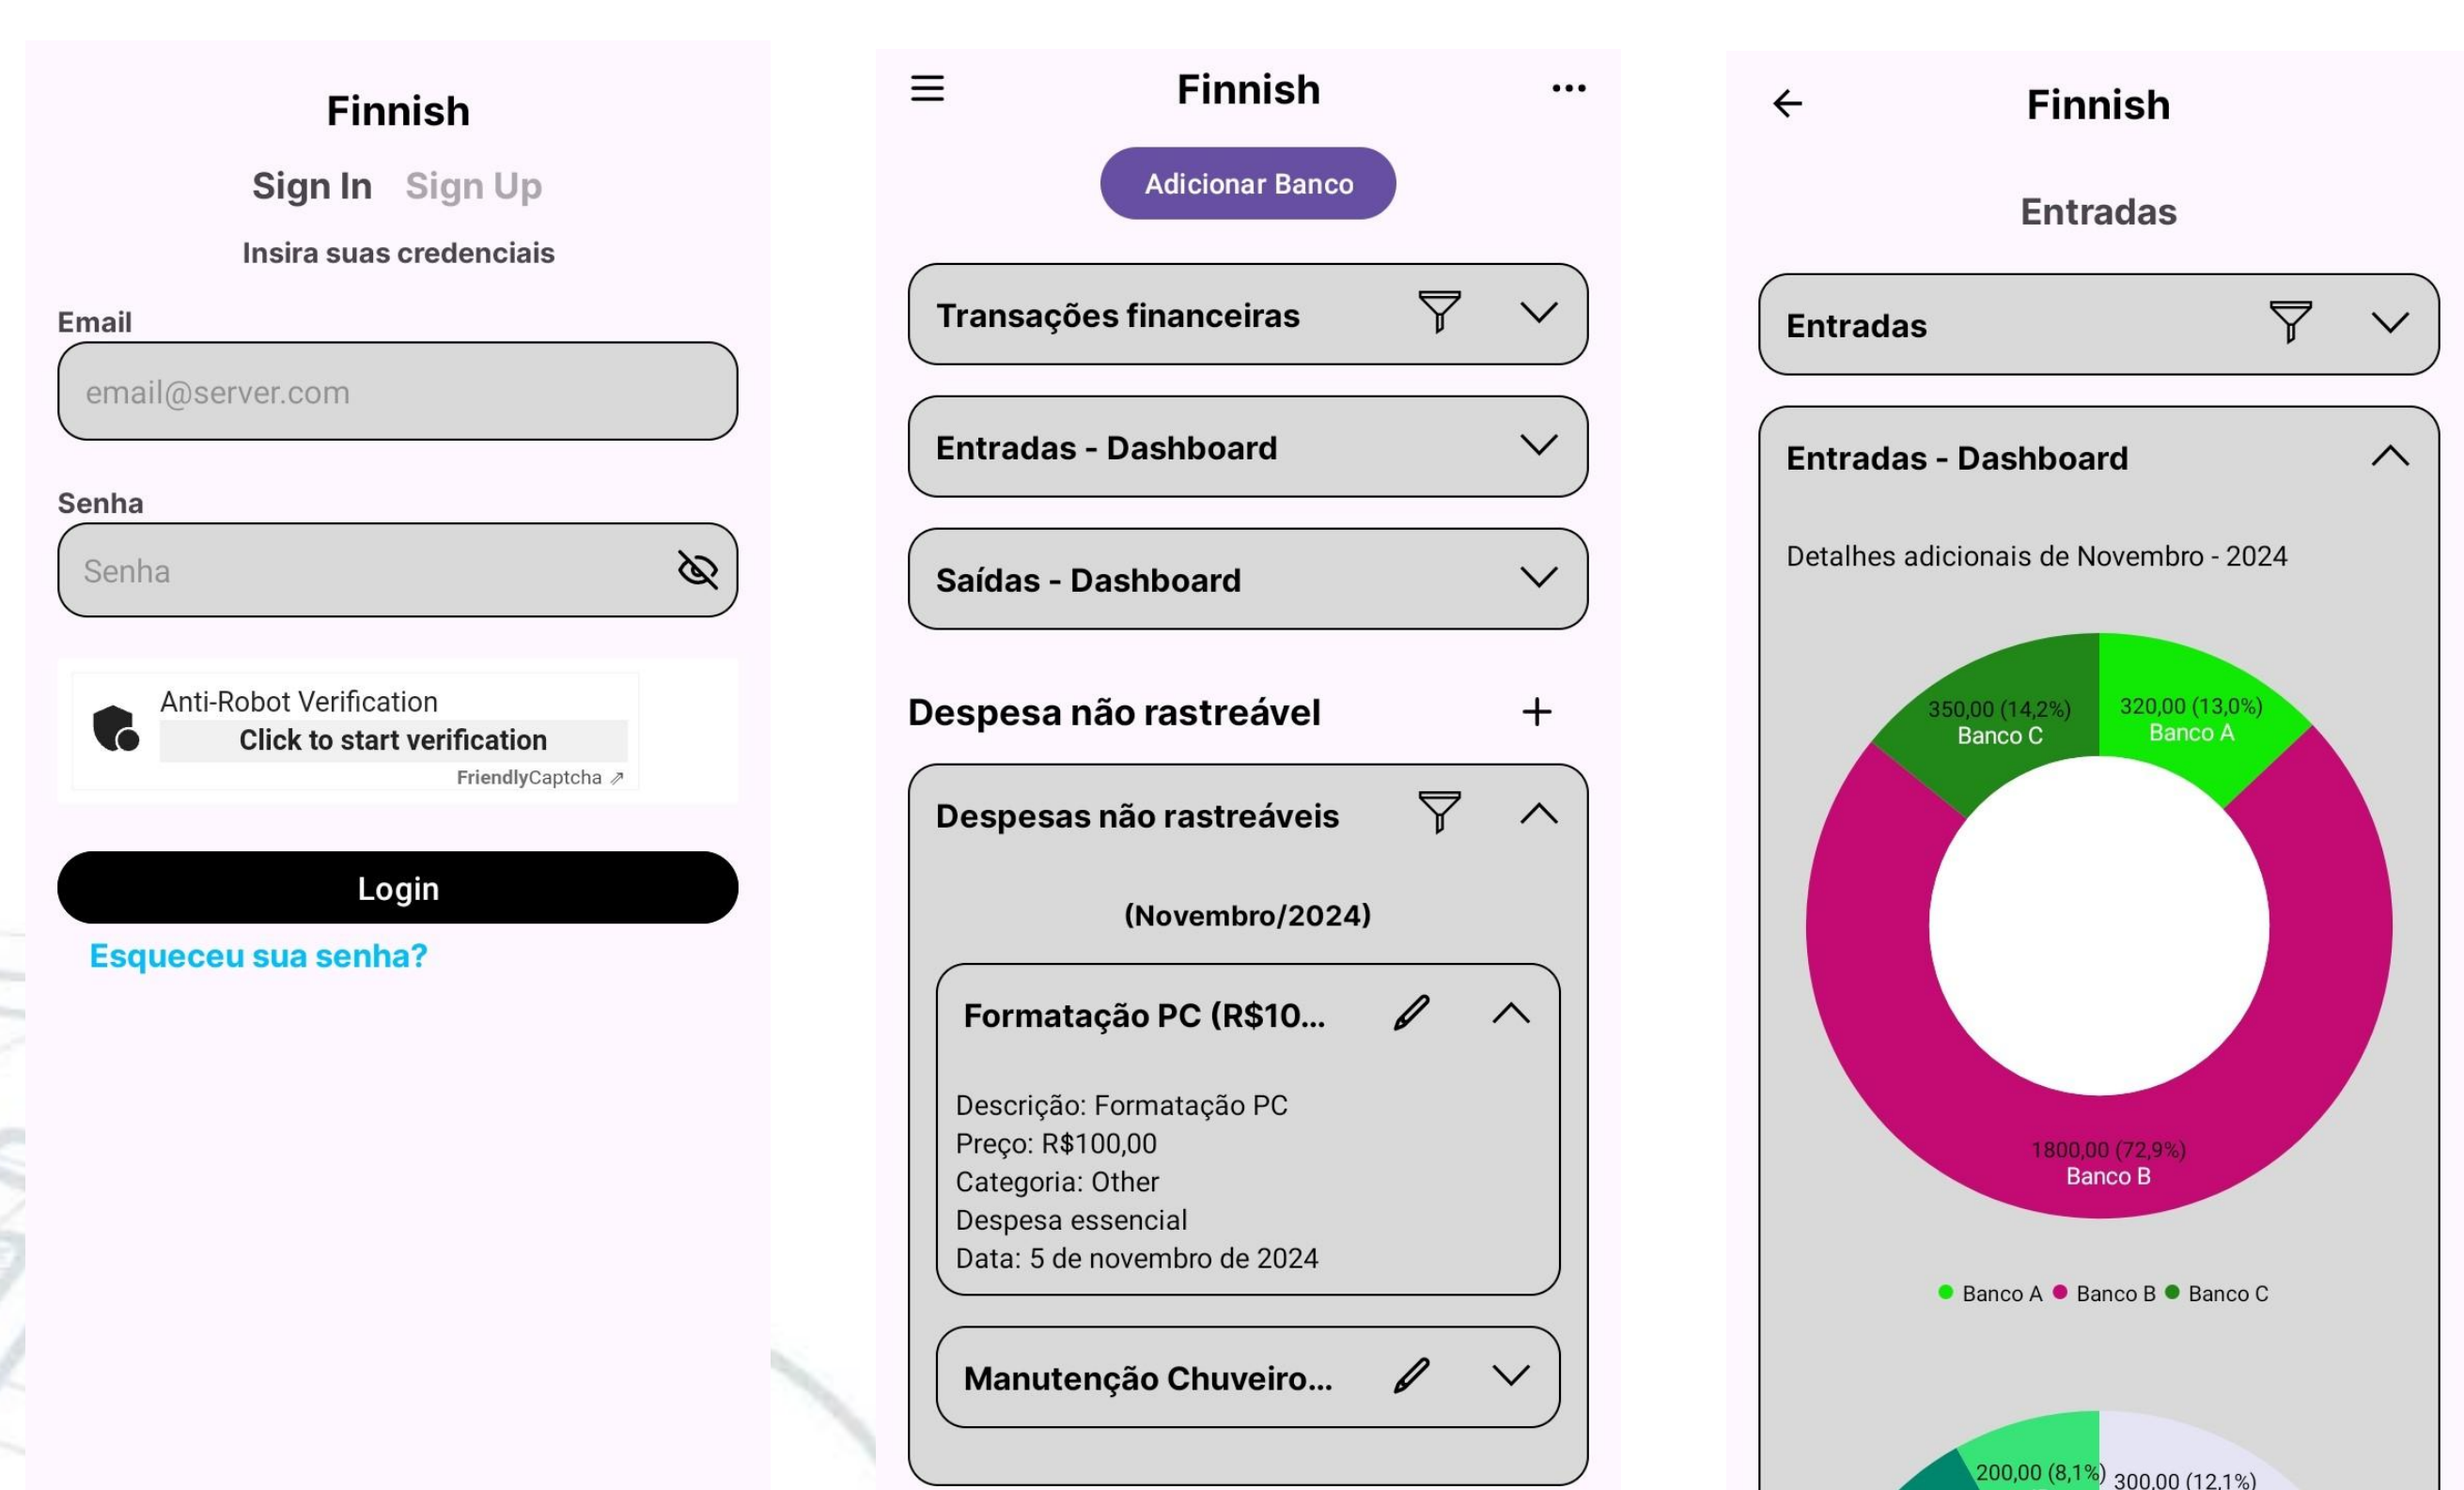 Finnish
Sign In Sign Up
Insira suas credenciais
Email
email@server.com
Senha
Senha
Anti-Robot Verification
Click to start verification
FriendlyCaptcha ⇗
Login
Esqueceu sua senha?
Finnish
Adicionar Banco
Transações financeiras
Entradas - Dashboard
Saídas - Dashboard
Despesa não rastreável
Despesas não rastreáveis
(Novembro/2024)
Formatação PC (R$10...
Descrição: Formatação PC
Preço: R$100,00
Categoria: Other
Despesa essencial
Data: 5 de novembro de 2024
Manutenção Chuveiro...
Finnish
Entradas
Entradas
Entradas - Dashboard
Detalhes adicionais de Novembro - 2024
350,00 (14,2%)
Banco C
320,00 (13,0%)
Banco A
1800,00 (72,9%)
Banco B
Banco A Banco B Banco C
200,00 (8,1%)
300,00 (12,1%)